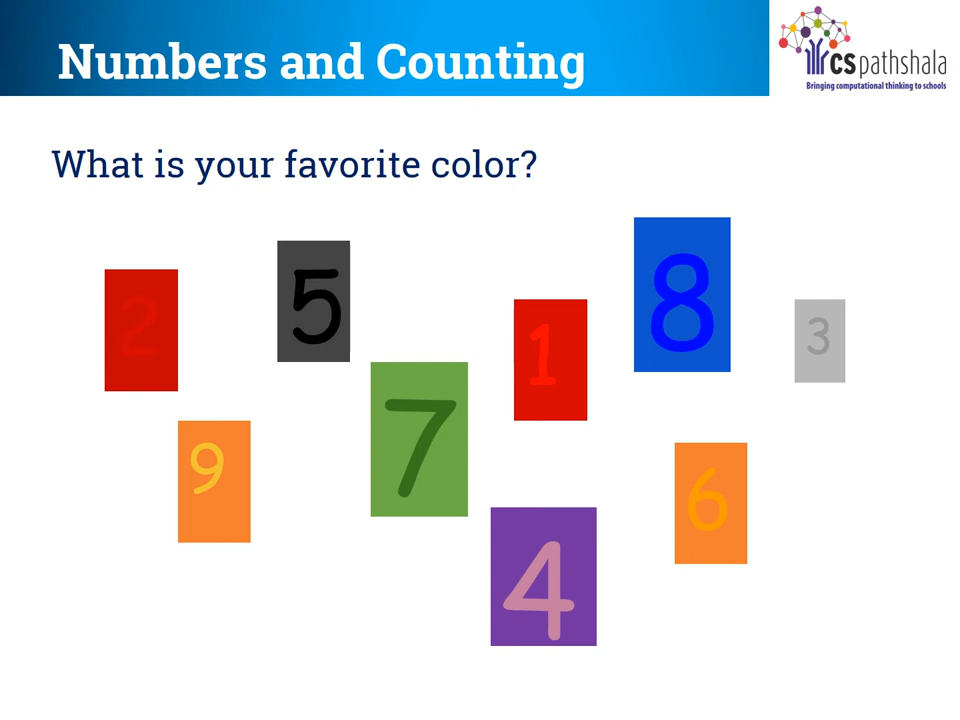 Numbers and Counting
CSpathshala
Bringing computational thinking to schools
What is your favorite color?
2
5
1
8
3
9
7
4
6